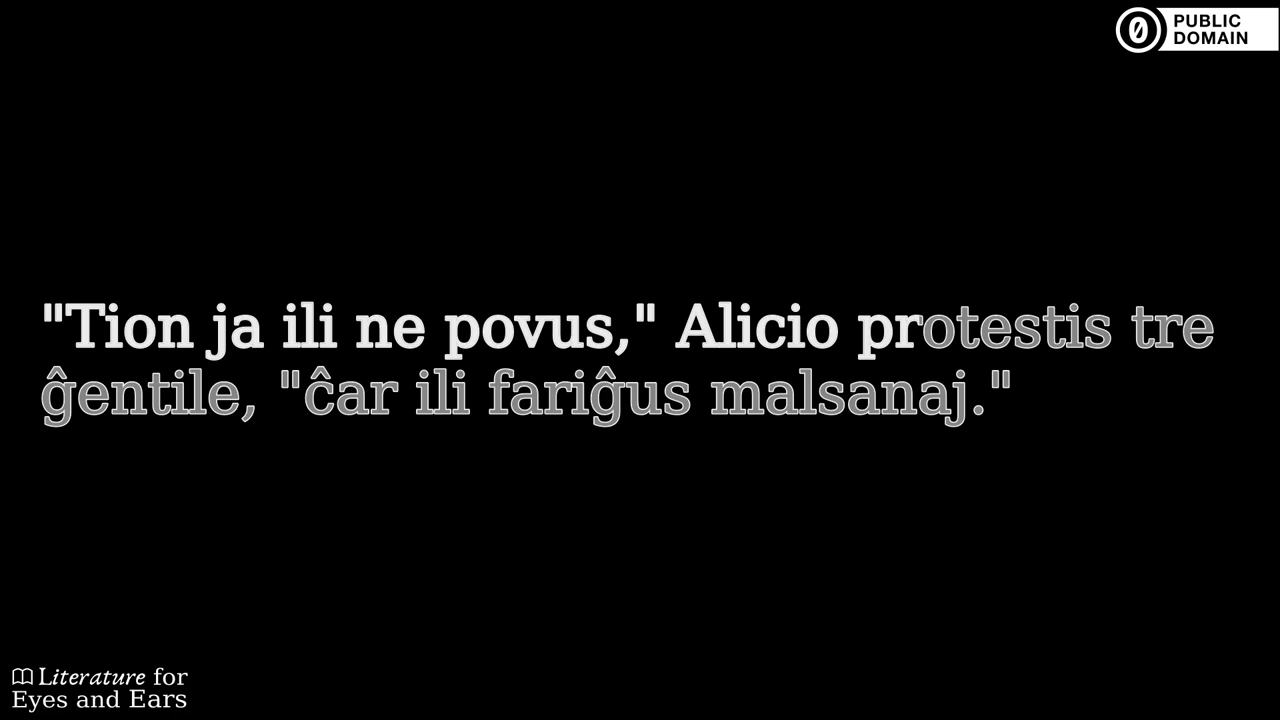 PUBLIC
DOMAIN
"Tion ja ili ne povus," Alicio protestis tre
ĝentile, "ĉar ili fariĝus malsanaj."
Literature for
Eyes and Ears